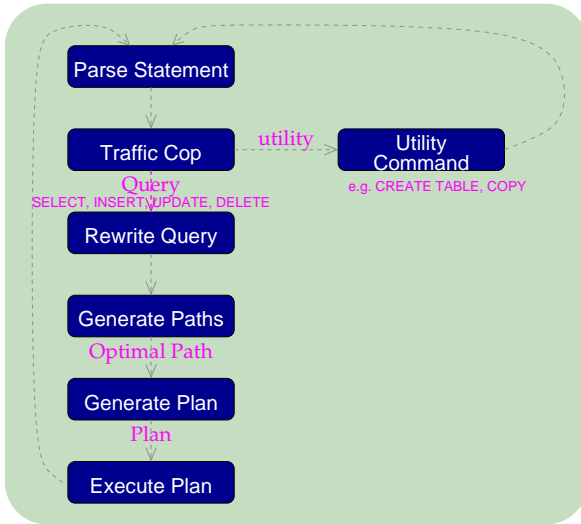 Parse Statement
Traffic Cop
utility
Utility
Command
e.g. CREATE TABLE, COPY
Query
SELECT, INSERT, UPDATE, DELETE
Rewrite Query
Generate Paths
Optimal Path
Generate Plan
Plan
Execute Plan